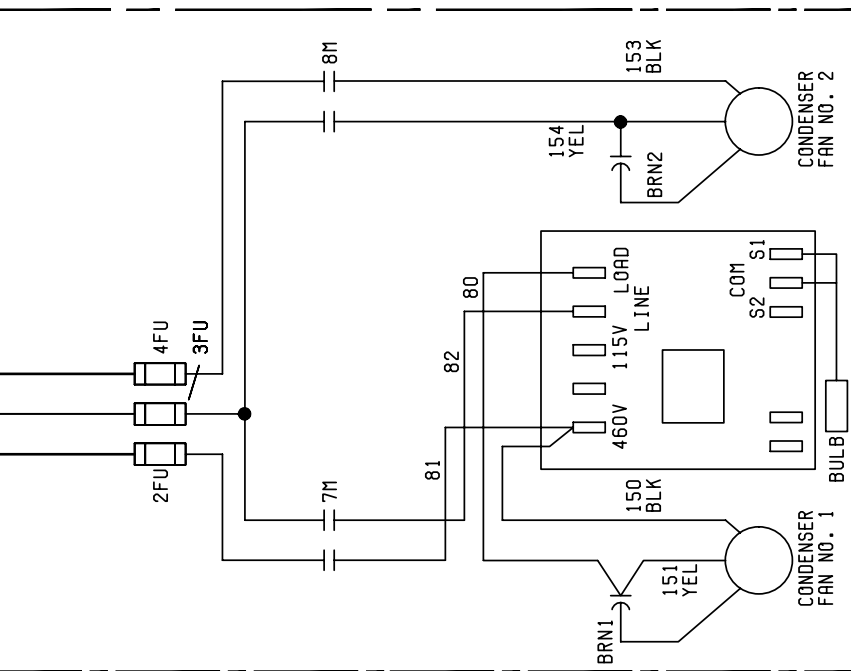 8M
153
BLK
CONDENSER
FAN NO. 2
154
YEL
BRN2
4FU
3FU
2FU
80
82
81
7M
LOAD
LINE
115V
460V
S1
COM
S2
BULB
150
BLK
151
YEL
BRN1
CONDENSER
FAN NO. 1